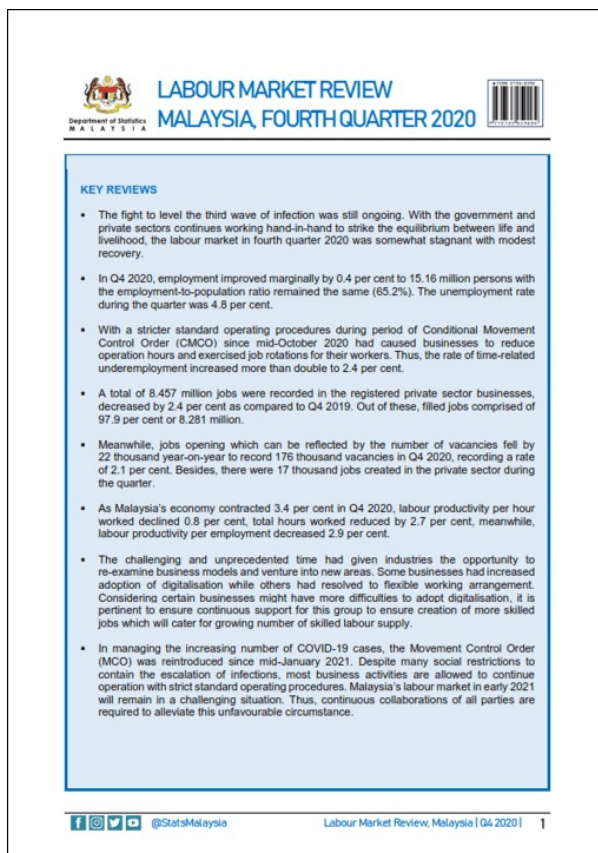 LABOUR MARKET REVIEW
MALAYSIA, FOURTH QUARTER 2020
Department of Statistics
MALAYSIA
KEY REVIEWS
▪ The fight to level the third wave of infection was still ongoing. With the government and
private sectors continues working hand-in-hand to strike the equilibrium between life and
livelihood, the labour market in fourth quarter 2020 was somewhat stagnant with modest
recovery.
▪ In Q4 2020, employment improved marginally by 0.4 per cent to 15.16 million persons with
the employment-to-population ratio remained the same (65.2%). The unemployment rate
during the quarter was 4.8 per cent.
▪ With a stricter standard operating procedures during period of Conditional Movement
Control Order (CMCO) since mid-October 2020 had caused businesses to reduce
operation hours and exercised job rotations for their workers. Thus, the rate of time-related
underemployment increased more than double to 2.4 per cent.
▪ A total of 8.457 million jobs were recorded in the registered private sector businesses,
decreased by 2.4 per cent as compared to Q4 2019. Out of these, filled jobs comprised of
97.9 per cent or 8.281 million.
▪ Meanwhile, jobs opening which can be reflected by the number of vacancies fell by
22 thousand year-on-year to record 176 thousand vacancies in Q4 2020, recording a rate
of 2.1 per cent. Besides, there were 17 thousand jobs created in the private sector during
the quarter.
▪ As Malaysia's economy contracted 3.4 per cent in Q4 2020, labour productivity per hour
worked declined 0.8 per cent, total hours worked reduced by 2.7 per cent, meanwhile,
labour productivity per employment decreased 2.9 per cent.
▪ The challenging and unprecedented time had given industries the opportunity to
re-examine business models and venture into new areas. Some businesses had increased
adoption of digitalisation while others had resolved to flexible working arrangement.
Considering certain businesses might have more difficulties to adopt digitalisation, it is
pertinent to ensure continuous support for this group to ensure creation of more skilled
jobs which will cater for growing number of skilled labour supply.
▪ In managing the increasing number of COVID-19 cases, the Movement Control Order
(MCO) was reintroduced since mid-January 2021. Despite many social restrictions to
contain the escalation of infections, most business activities are allowed to continue
operation with strict standard operating procedures. Malaysia's labour market in early 2021
will remain in a challenging situation. Thus, continuous collaborations of all parties are
required to alleviate this unfavourable circumstance.
@StatsMalaysia
Labour Market Review, Malaysia | Q4 2020 | 1